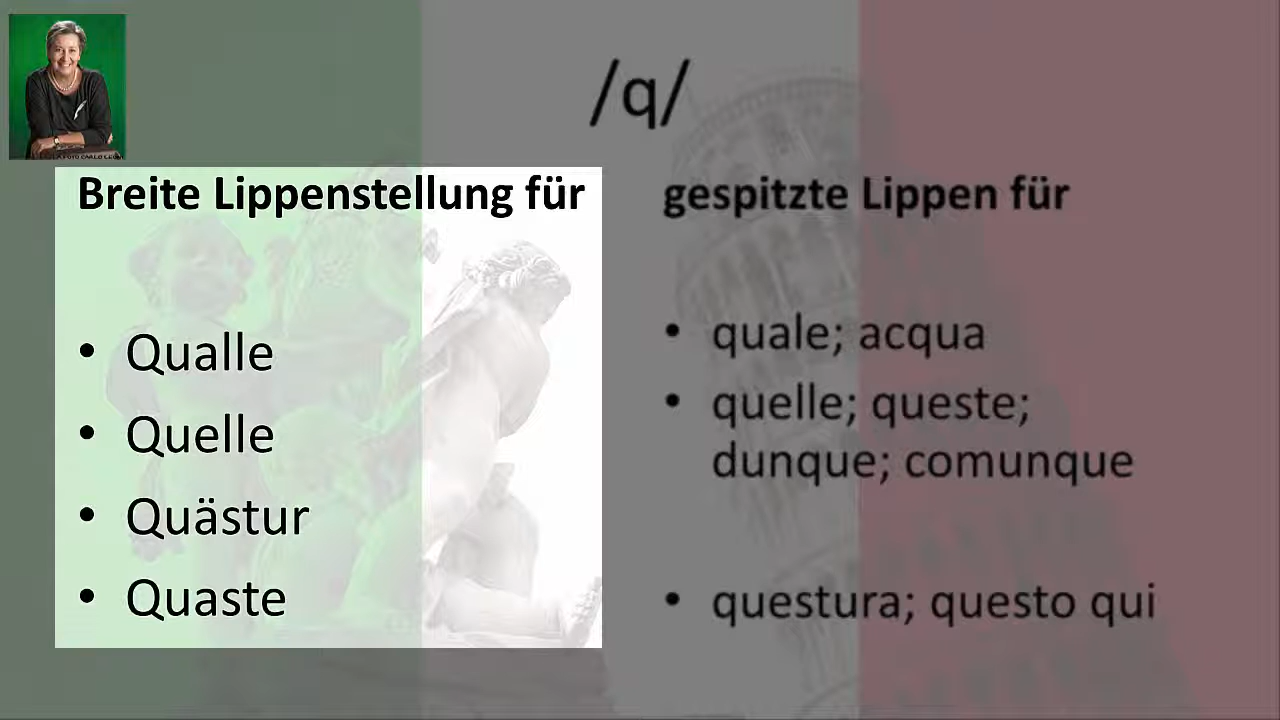 /q/
Breite Lippenstellung für
• Qualle
• Quelle
• Quästur
• Quaste
gespitzte Lippen für
• quale; acqua
• quelle; queste;
dunque; comunque
• questura; questo qui